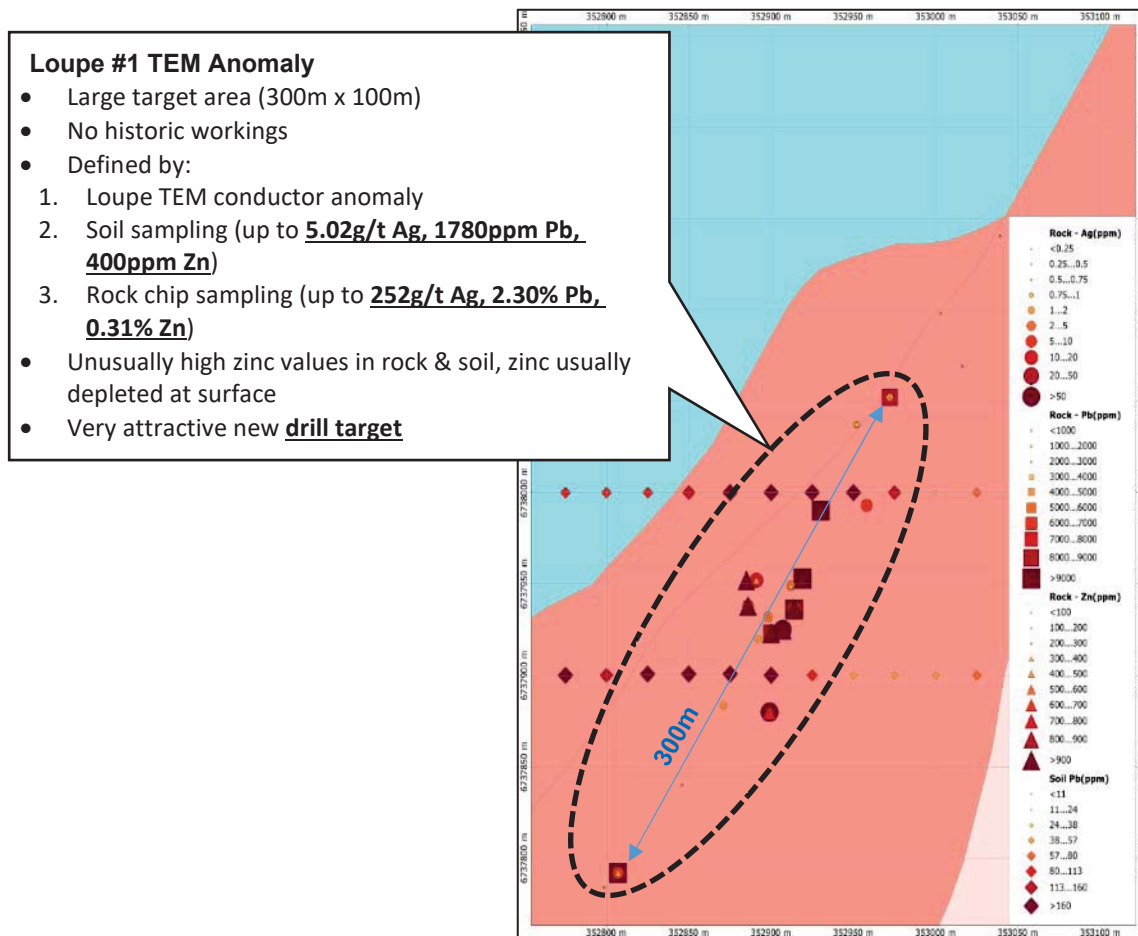 352800 m 352850 m 352900 m 352950 m 353000 m 353050 m 353100 m
Loupe #1 TEM Anomaly
• Large target area (300m x 100m)
• No historic workings
• Defined by:
1. Loupe TEM conductor anomaly
2. Soil sampling (up to 5.02g/t Ag, 1780ppm Pb,
400ppm Zn)
3. Rock chip sampling (up to 252g/t Ag, 2.30% Pb,
0.31% Zn)
• Unusually high zinc values in rock & soil, zinc usually
depleted at surface
• Very attractive new drill target
6738000 m
6737950 m
6737900 m
6737850 m
6737800 m
300m
Rock - Ag(ppm)
<0.25
0.25...0.5
0.5...0.75
0.75...1
1...2
2...5
5...10
10...20
20...50
>50
Rock - Pb(ppm)
<1000
1000...2000
2000...3000
3000...4000
4000...5000
5000...6000
6000...7000
7000...8000
8000...9000
>9000
Rock - Zn(ppm)
<100
100...200
200...300
300...400
400...500
500...600
600...700
700...800
800...900
>900
Soil Pb(ppm)
<11
11...24
24...38
38...57
57...80
80...113
113...160
>160
352800 m 352850 m 352900 m 352950 m 353000 m 353050 m 353100 m